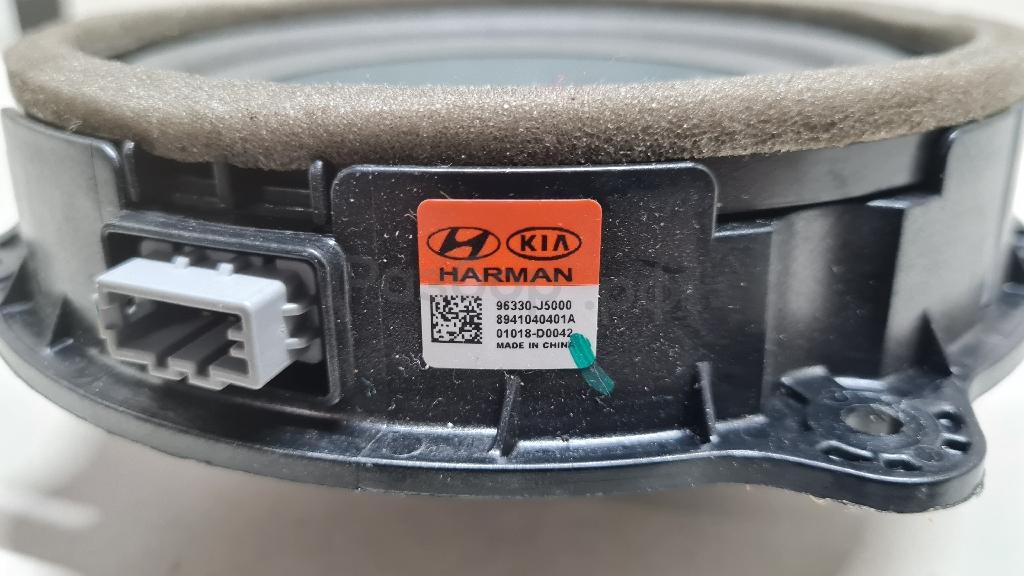 KIA
HARMAN
96330-J5000
8941040401A
01018-D0042
MADE IN CHINA